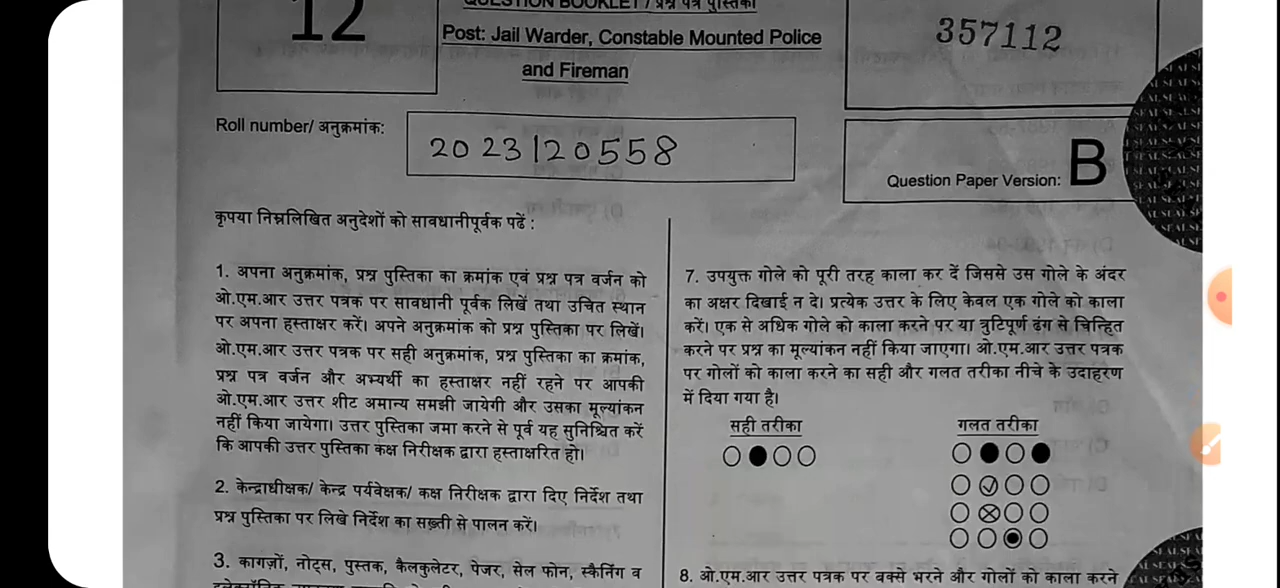 12
QUESTION BOOKLET / प्रश्न पत्र पुस्तिका
Post: Jail Warder, Constable Mounted Police
and Fireman
357112
Roll number/ अनुक्रमांक:
2023120558
Question Paper Version: B
कृपया निम्नलिखित अनुदेशों को सावधानीपूर्वक पढें :
1. अपना अनुक्रमांक, प्रश्न पुस्तिका का क्रमांक एवं प्रश्न पत्र वर्जन को
ओ.एम.आर उत्तर पत्रक पर सावधानी पूर्वक लिखें तथा उचित स्थान
पर अपना हस्ताक्षर करें। अपने अनुक्रमांक को प्रश्न पुस्तिका पर लिखें।
ओ.एम.आर उत्तर पत्रक पर सही अनुक्रमांक, प्रश्न पुस्तिका का क्रमांक,
प्रश्न पत्र वर्जन और अभ्यर्थी का हस्ताक्षर नहीं रहने पर आपकी
ओ.एम.आर उत्तर शीट अमान्य समझी जायेगी और उसका मूल्यांकन
नहीं किया जायेगा। उत्तर पुस्तिका जमा करने से पूर्व यह सुनिश्चित करें
कि आपकी उत्तर पुस्तिका कक्ष निरीक्षक द्वारा हस्ताक्षरित हो।
2. केन्द्राधीक्षक/ केन्द्र पर्यवेक्षक/ कक्ष निरीक्षक द्वारा दिए निर्देश तथा
प्रश्न पुस्तिका पर लिखे निर्देश का सख़्ती से पालन करें।
3. कागज़ों, नोट्स, पुस्तक, कैलकुलेटर, पेजर, सेल फोन, स्कैनिंग व
7. उपयुक्त गोले को पूरी तरह काला कर दें जिससे उस गोले के अंदर
का अक्षर दिखाई न दे। प्रत्येक उत्तर के लिए केवल एक गोले को काला
करें। एक से अधिक गोले को काला करने पर या त्रुटिपूर्ण ढंग से चिन्हित
करने पर प्रश्न का मूल्यांकन नहीं किया जाएगा। ओ.एम.आर उत्तर पत्रक
पर गोलों को काला करने का सही और गलत तरीका नीचे के उदाहरण
में दिया गया है।
सही तरीका
गलत तरीका
8. ओ.एम.आर उत्तर पत्रक पर बक्से भरने और गोलों को काला करने